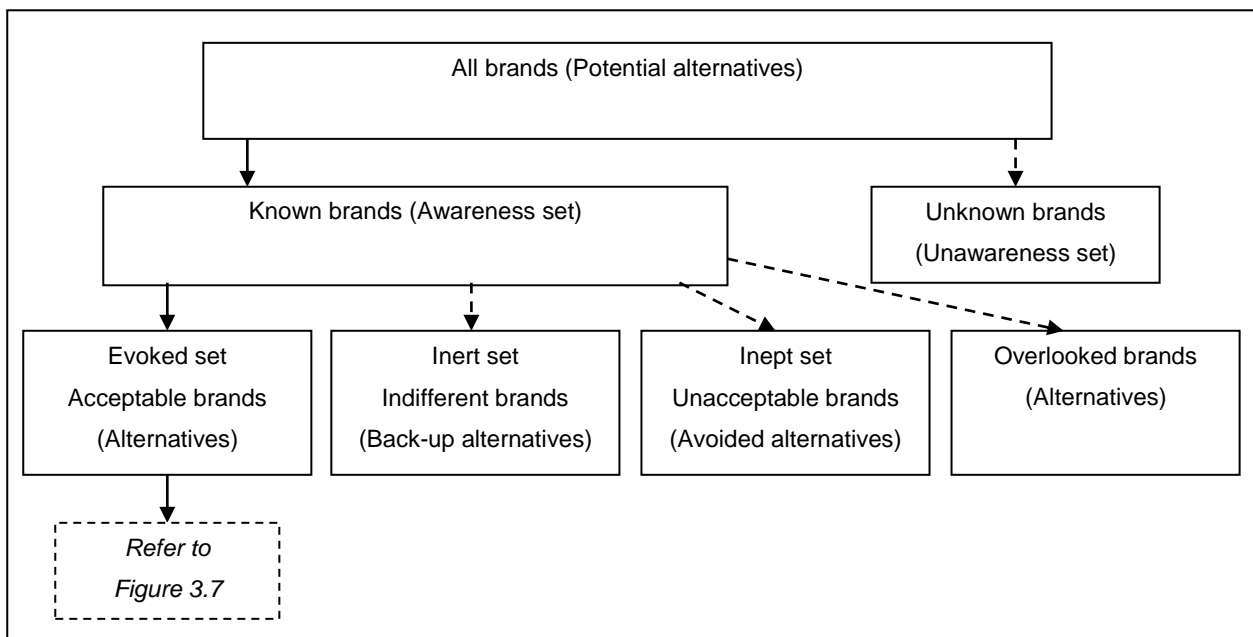 All brands (Potential alternatives)
Known brands (Awareness set)
Unknown brands
(Unawareness set)
Evoked set
Acceptable brands
(Alternatives)
Inert set
Indifferent brands
(Back-up alternatives)
Inept set
Unacceptable brands
(Avoided alternatives)
Overlooked brands
(Alternatives)
Refer to
Figure 3.7